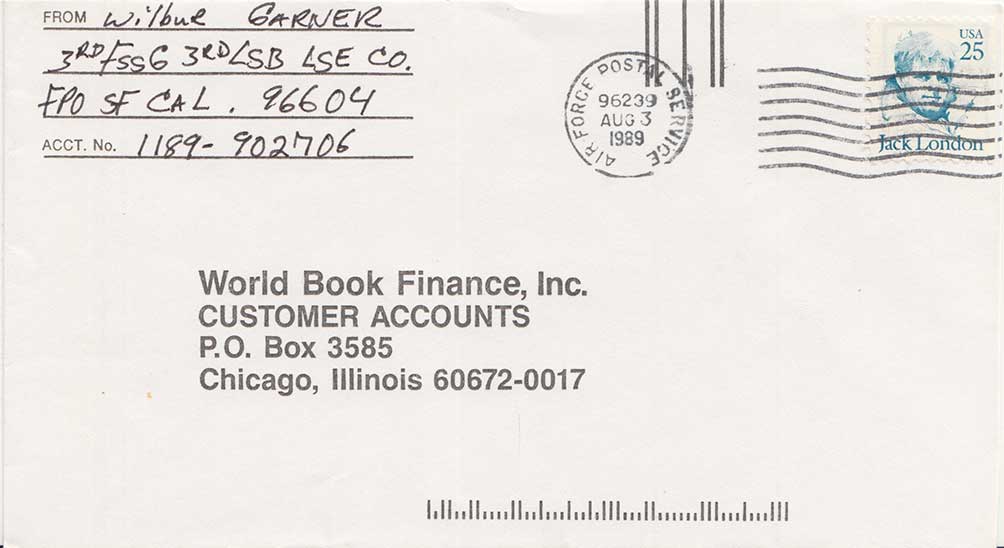 FROM Wilbur GARNER
3RD/FSSG 3RD LSB LSE CO.
FPO SF CAL. 96604
ACCT. No. 1189-902706
AIR FORCE POSTAL SERVICE
96239
AUG 3
1989
USA
25
Jack London
World Book Finance, Inc.
CUSTOMER ACCOUNTS
P.O. Box 3585
Chicago, Illinois 60672-0017